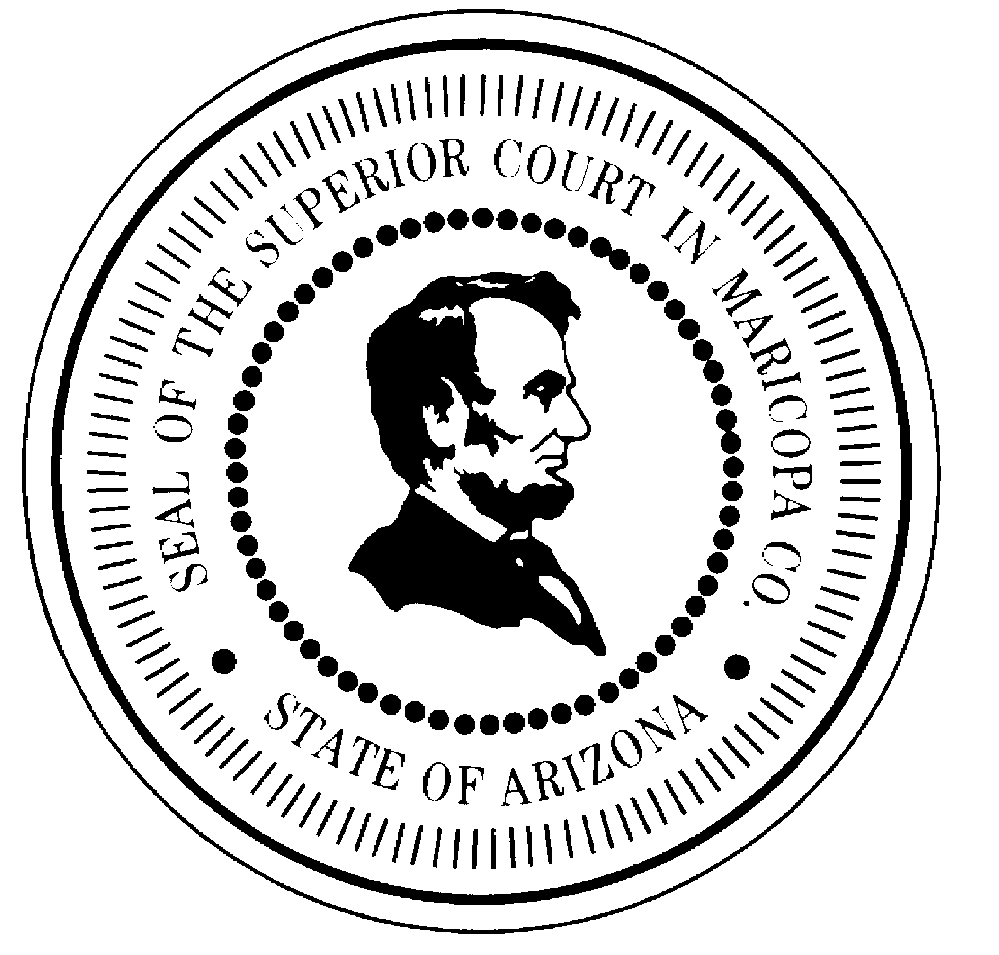 SEAL OF THE SUPERIOR COURT IN MARICOPA CO.
STATE OF ARIZONA